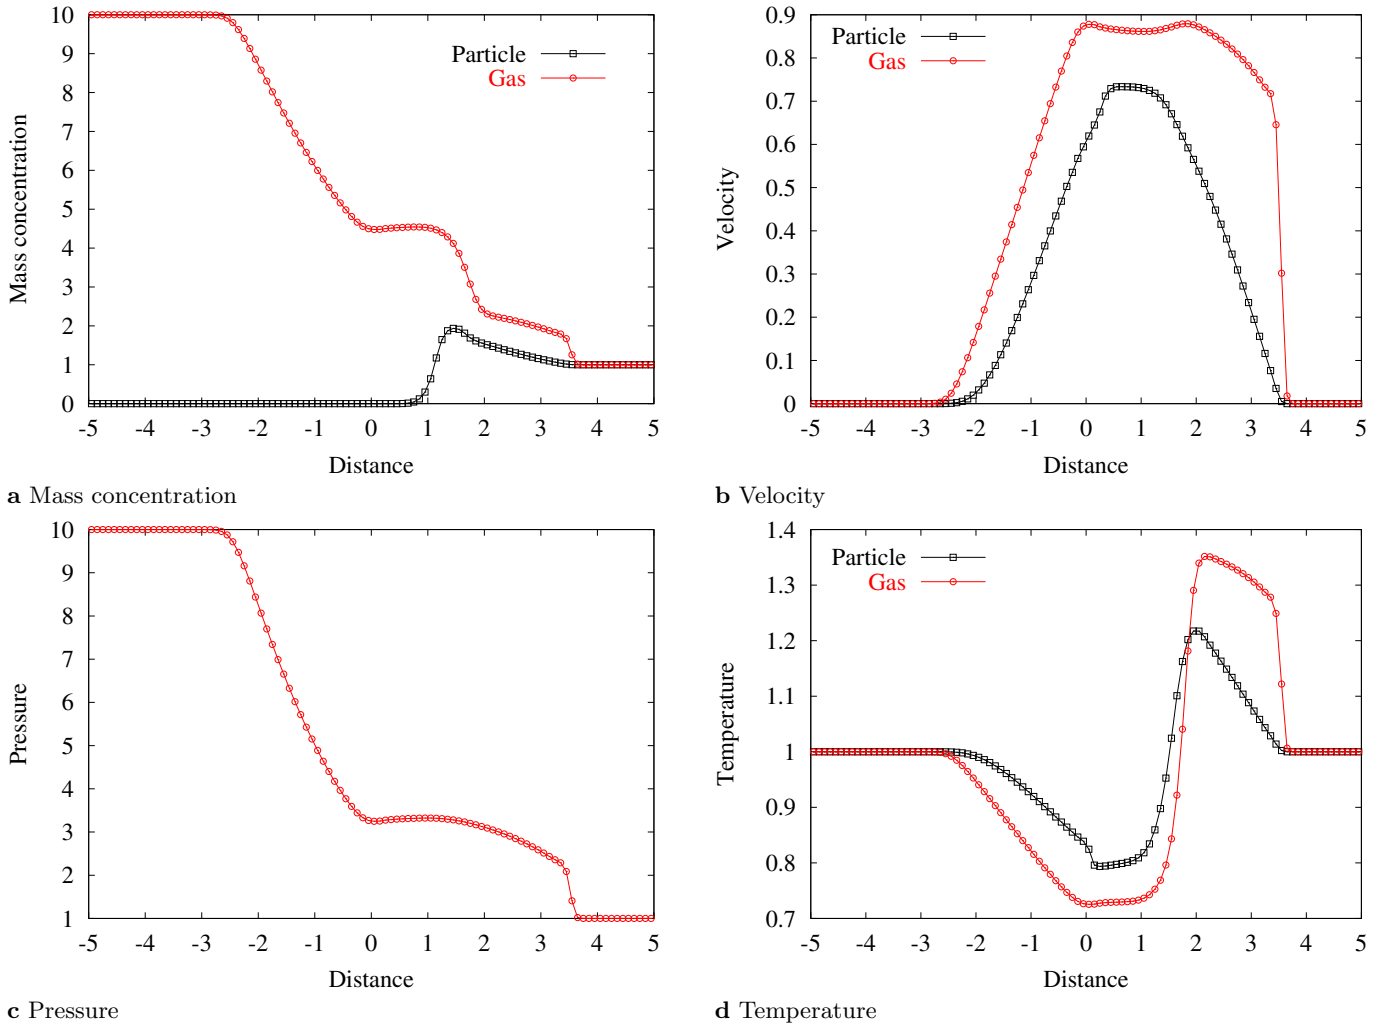 10
9
8
7
6
5
4
3
2
1
0
Mass concentration
Particle
Gas
-5 -4 -3 -2 -1 0 1 2 3 4 5
Distance
a Mass concentration
0.9
0.8
0.7
0.6
0.5
0.4
0.3
0.2
0.1
0
Velocity
Particle
Gas
-5 -4 -3 -2 -1 0 1 2 3 4 5
Distance
b Velocity
10
9
8
7
6
5
4
3
2
1
Pressure
-5 -4 -3 -2 -1 0 1 2 3 4 5
Distance
c Pressure
1.4
1.3
1.2
1.1
1
0.9
0.8
0.7
Temperature
Particle
Gas
-5 -4 -3 -2 -1 0 1 2 3 4 5
Distance
d Temperature